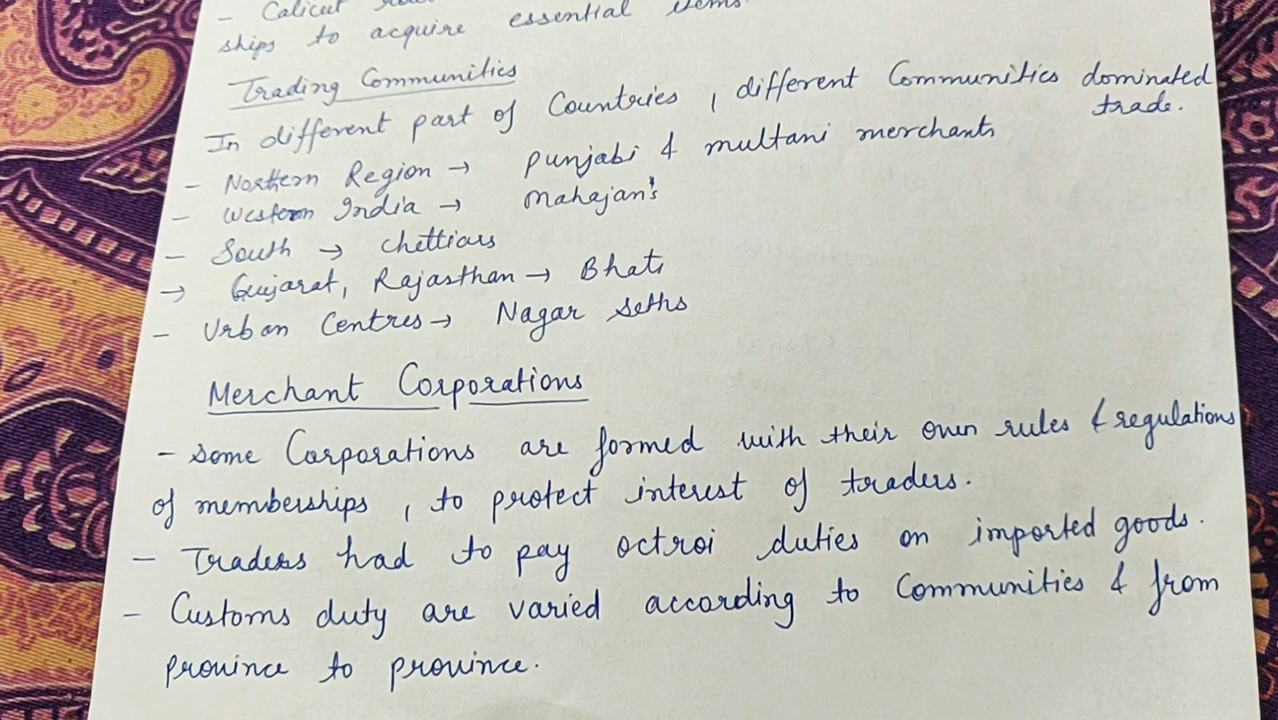 - Calicut
ships to acquire essential items.
Trading Communities
In different part of Countries, different Communities dominated
trade.
- Northern Region → punjabi & multani merchants
- Western India → mahajan's
- South → chettiars
→ Gujarat, Rajasthan → Bhats
- Urban Centres → Nagar seths
Merchant Corporations
- Some Corporations are formed with their own rules & regulations
of memberships, to protect interest of traders.
- Traders had to pay octroi duties on imported goods.
- Customs duty are varied according to Communities & from
province to province.